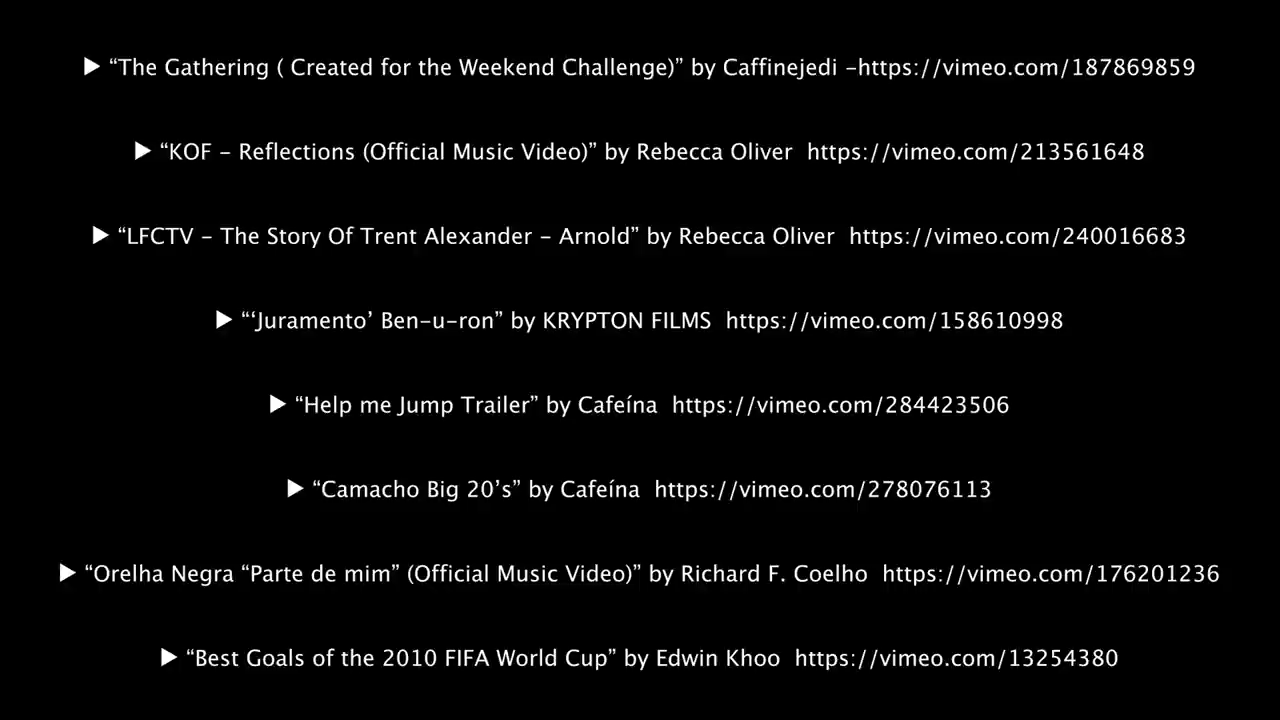 ▶ “The Gathering ( Created for the Weekend Challenge)” by Caffinejedi –https://vimeo.com/187869859
▶ “KOF – Reflections (Official Music Video)” by Rebecca Oliver  https://vimeo.com/213561648
▶ “LFCTV – The Story Of Trent Alexander – Arnold” by Rebecca Oliver  https://vimeo.com/240016683
▶ “‘Juramento’ Ben-u-ron” by KRYPTON FILMS  https://vimeo.com/158610998
▶ “Help me Jump Trailer” by Cafeína  https://vimeo.com/284423506
▶ “Camacho Big 20’s” by Cafeína  https://vimeo.com/278076113
▶ “Orelha Negra “Parte de mim” (Official Music Video)” by Richard F. Coelho  https://vimeo.com/176201236
▶ “Best Goals of the 2010 FIFA World Cup” by Edwin Khoo  https://vimeo.com/13254380